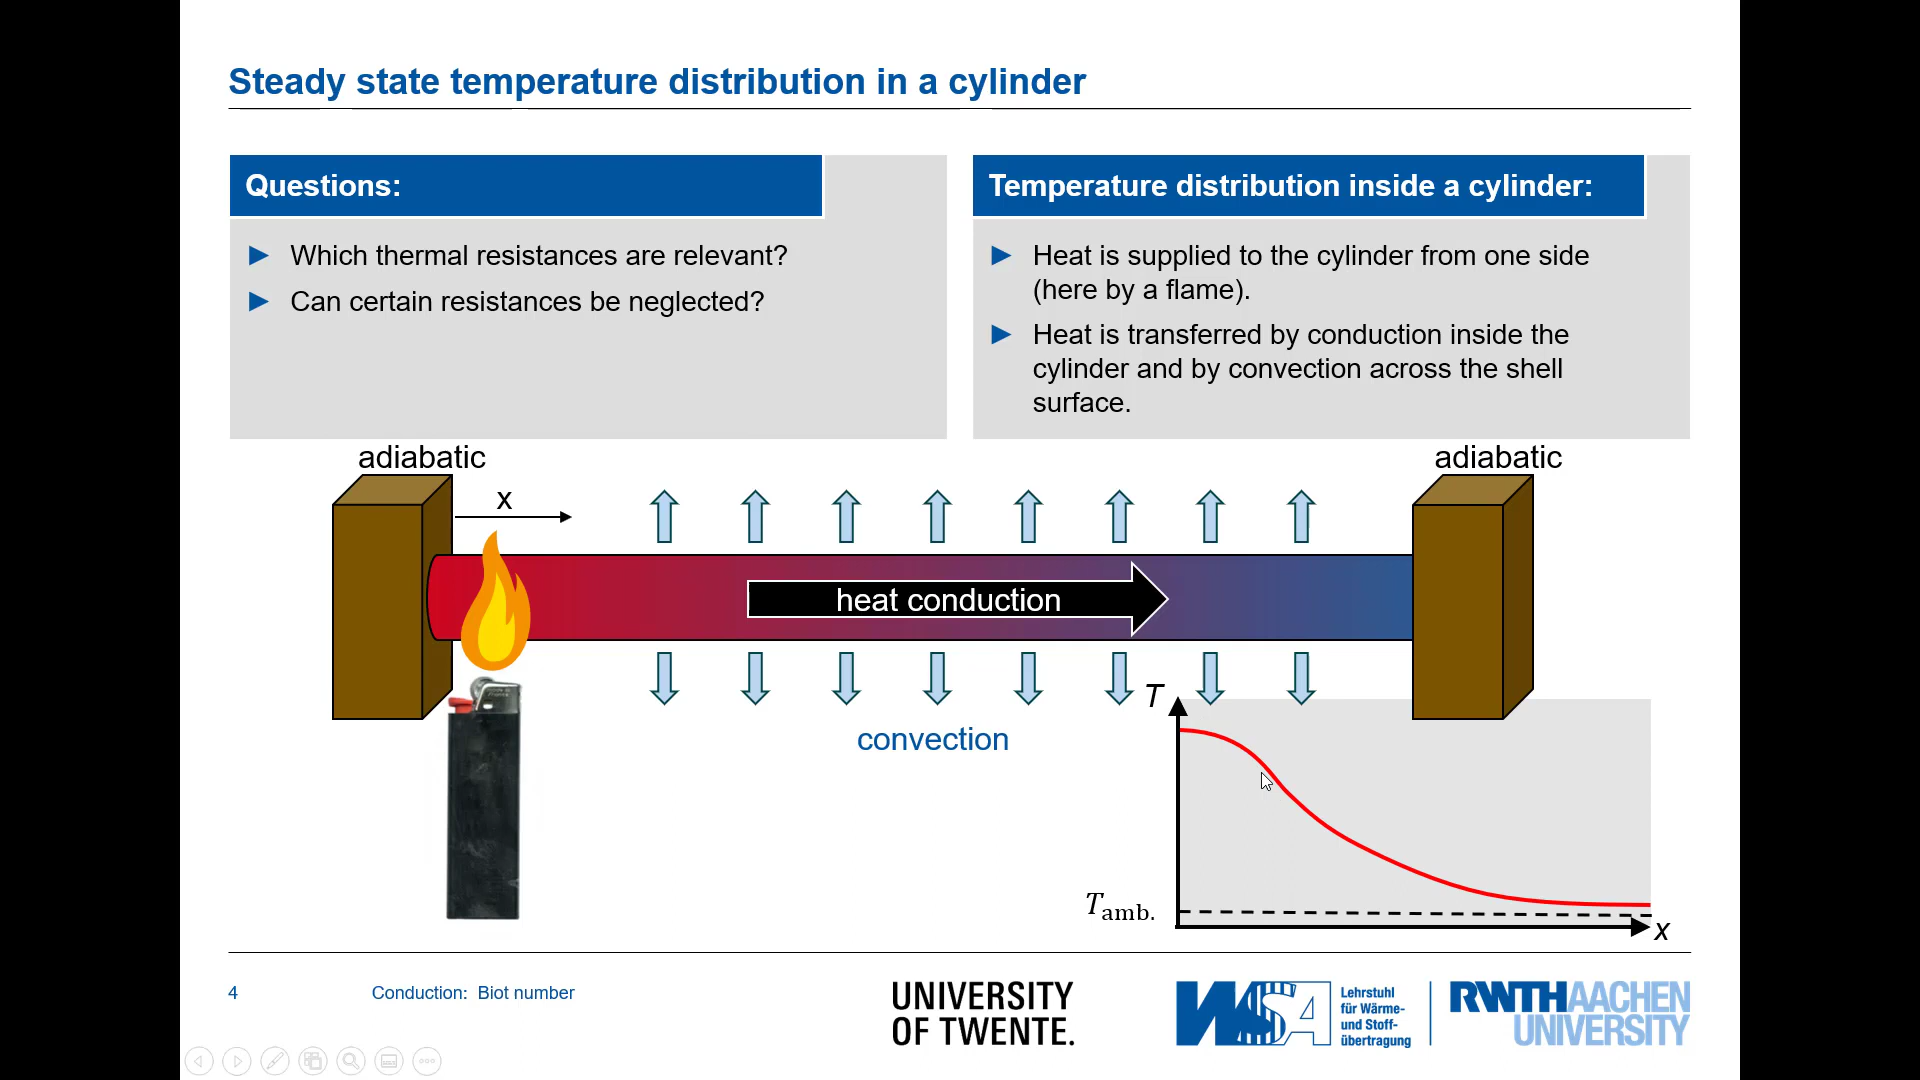 Steady state temperature distribution in a cylinder
Questions:
Which thermal resistances are relevant?
Can certain resistances be neglected?
Temperature distribution inside a cylinder:
Heat is supplied to the cylinder from one side
(here by a flame).
Heat is transferred by conduction inside the
cylinder and by convection across the shell
surface.
adiabatic
adiabatic
x
heat conduction
convection
T
T_amb.
x
4
Conduction: Biot number
UNIVERSITY
OF TWENTE.
WSA
Lehrstuhl
für Wärme-
und Stoff-
übertragung
RWTHAACHEN
UNIVERSITY